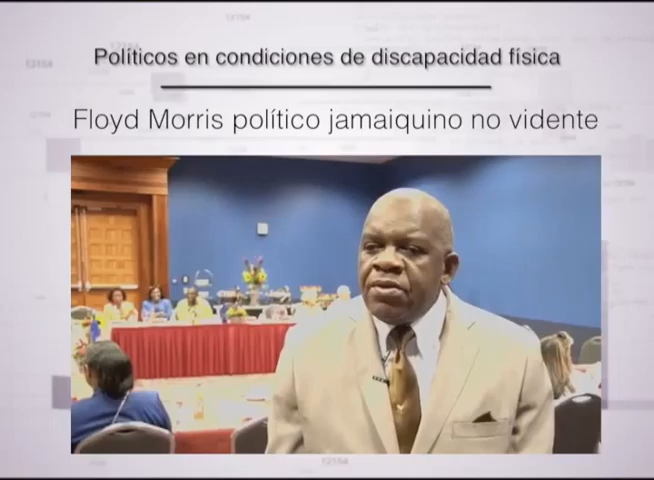 Políticos en condiciones de discapacidad física
Floyd Morris político jamaiquino no vidente